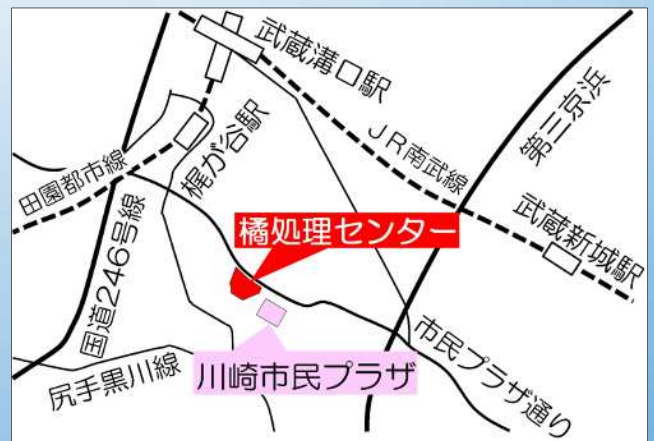 武蔵溝口駅
JR南武線
第三京浜
梶が谷駅
田園都市線
武蔵新城駅
橘処理センター
国道246号線
市民プラザ通り
川崎市民プラザ
尻手黒川線